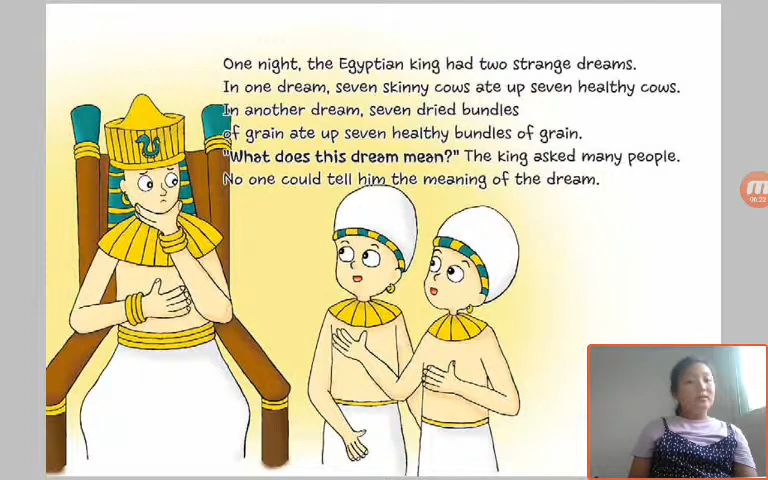 One night, the Egyptian king had two strange dreams.
In one dream, seven skinny cows ate up seven healthy cows.
In another dream, seven dried bundles
of grain ate up seven healthy bundles of grain.
"What does this dream mean?" The king asked many people.
No one could tell him the meaning of the dream.
M
06:22